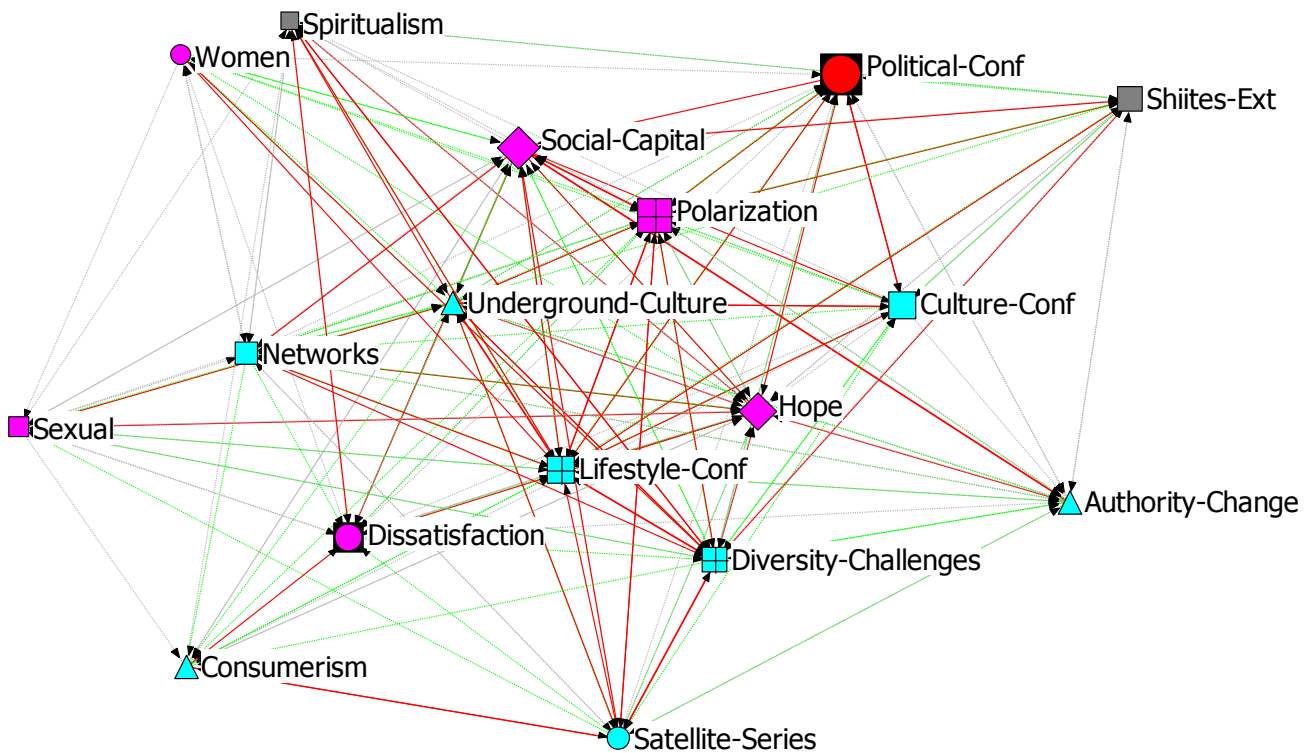 Spiritualism
Women
Political-Conf
Shiites-Ext
Social-Capital
Polarization
Underground-Culture
Culture-Conf
Networks
Hope
Sexual
Lifestyle-Conf
Authority-Change
Dissatisfaction
Diversity-Challenges
Consumerism
Satellite-Series